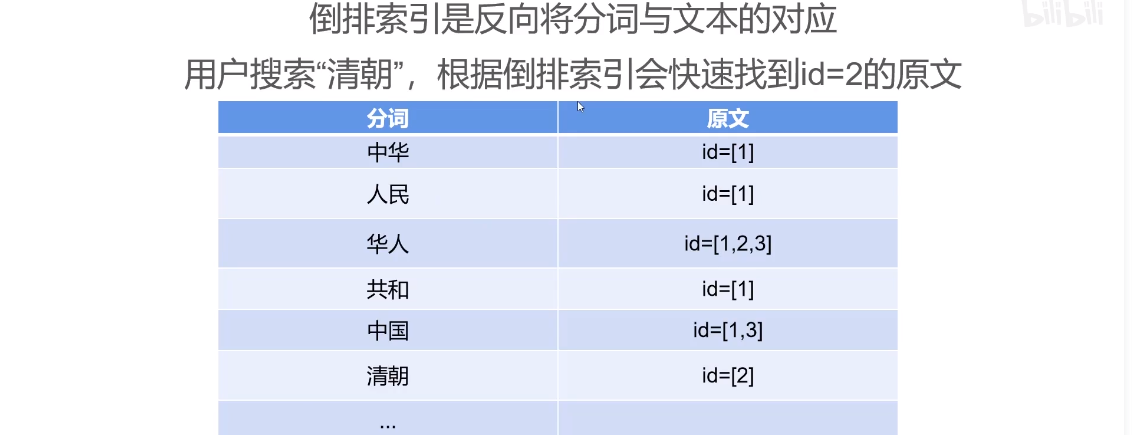 倒排索引是反向将分词与文本的对应
bilibili
用户搜索“清朝”，根据倒排索引会快速找到id=2的原文
分词 原文
中华 id=[1]
人民 id=[1]
华人 id=[1,2,3]
共和 id=[1]
中国 id=[1,3]
清朝 id=[2]
...